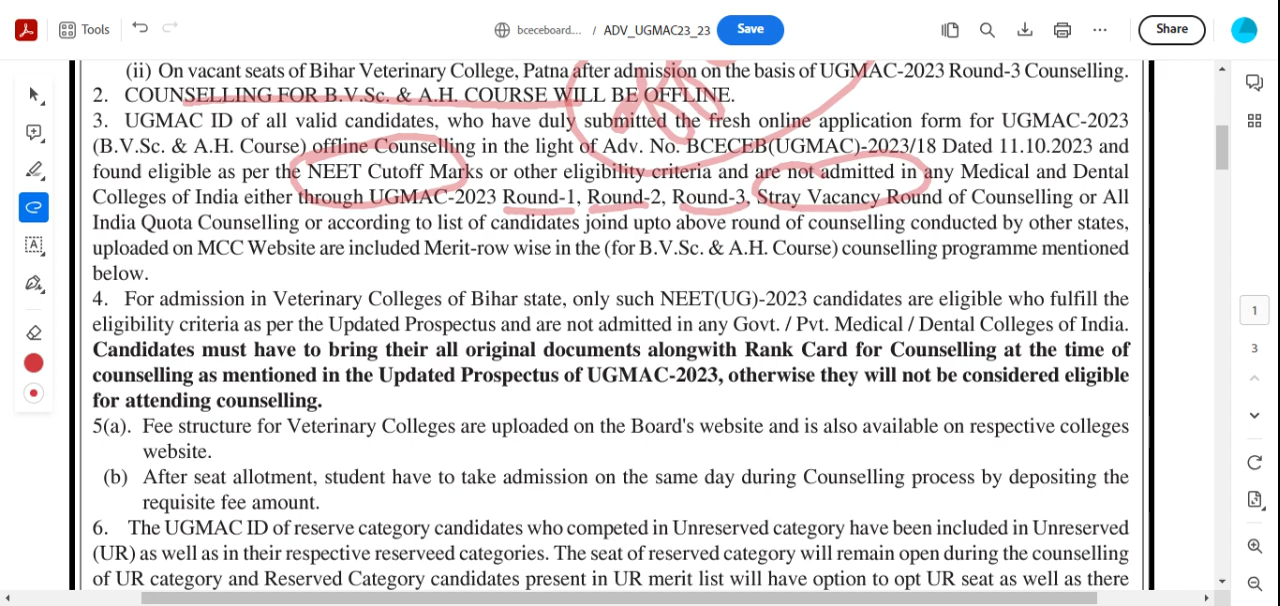 Tools
bceceboard... / ADV_UGMAC23_23
Save
Share
(ii) On vacant seats of Bihar Veterinary College, Patna after admission on the basis of UGMAC-2023 Round-3 Counselling.
2. COUNSELLING FOR B.V.Sc. & A.H. COURSE WILL BE OFFLINE.
3. UGMAC ID of all valid candidates, who have duly submitted the fresh online application form for UGMAC-2023
(B.V.Sc. & A.H. Course) offline Counselling in the light of Adv. No. BCECEB(UGMAC)-2023/18 Dated 11.10.2023 and
found eligible as per the NEET Cutoff Marks or other eligibility criteria and are not admitted in any Medical and Dental
Colleges of India either through UGMAC-2023 Round-1, Round-2, Round-3, Stray Vacancy Round of Counselling or All
India Quota Counselling or according to list of candidates joind upto above round of counselling conducted by other states,
uploaded on MCC Website are included Merit-row wise in the (for B.V.Sc. & A.H. Course) counselling programme mentioned
below.
4. For admission in Veterinary Colleges of Bihar state, only such NEET(UG)-2023 candidates are eligible who fulfill the
eligibility criteria as per the Updated Prospectus and are not admitted in any Govt. / Pvt. Medical / Dental Colleges of India.
Candidates must have to bring their all original documents alongwith Rank Card for Counselling at the time of
counselling as mentioned in the Updated Prospectus of UGMAC-2023, otherwise they will not be considered eligible
for attending counselling.
5(a). Fee structure for Veterinary Colleges are uploaded on the Board's website and is also available on respective colleges
website.
(b) After seat allotment, student have to take admission on the same day during Counselling process by depositing the
requisite fee amount.
6. The UGMAC ID of reserve category candidates who competed in Unreserved category have been included in Unreserved
(UR) as well as in their respective reserveed categories. The seat of reserved category will remain open during the counselling
of UR category and Reserved Category candidates present in UR merit list will have option to opt UR seat as well as there
1
3